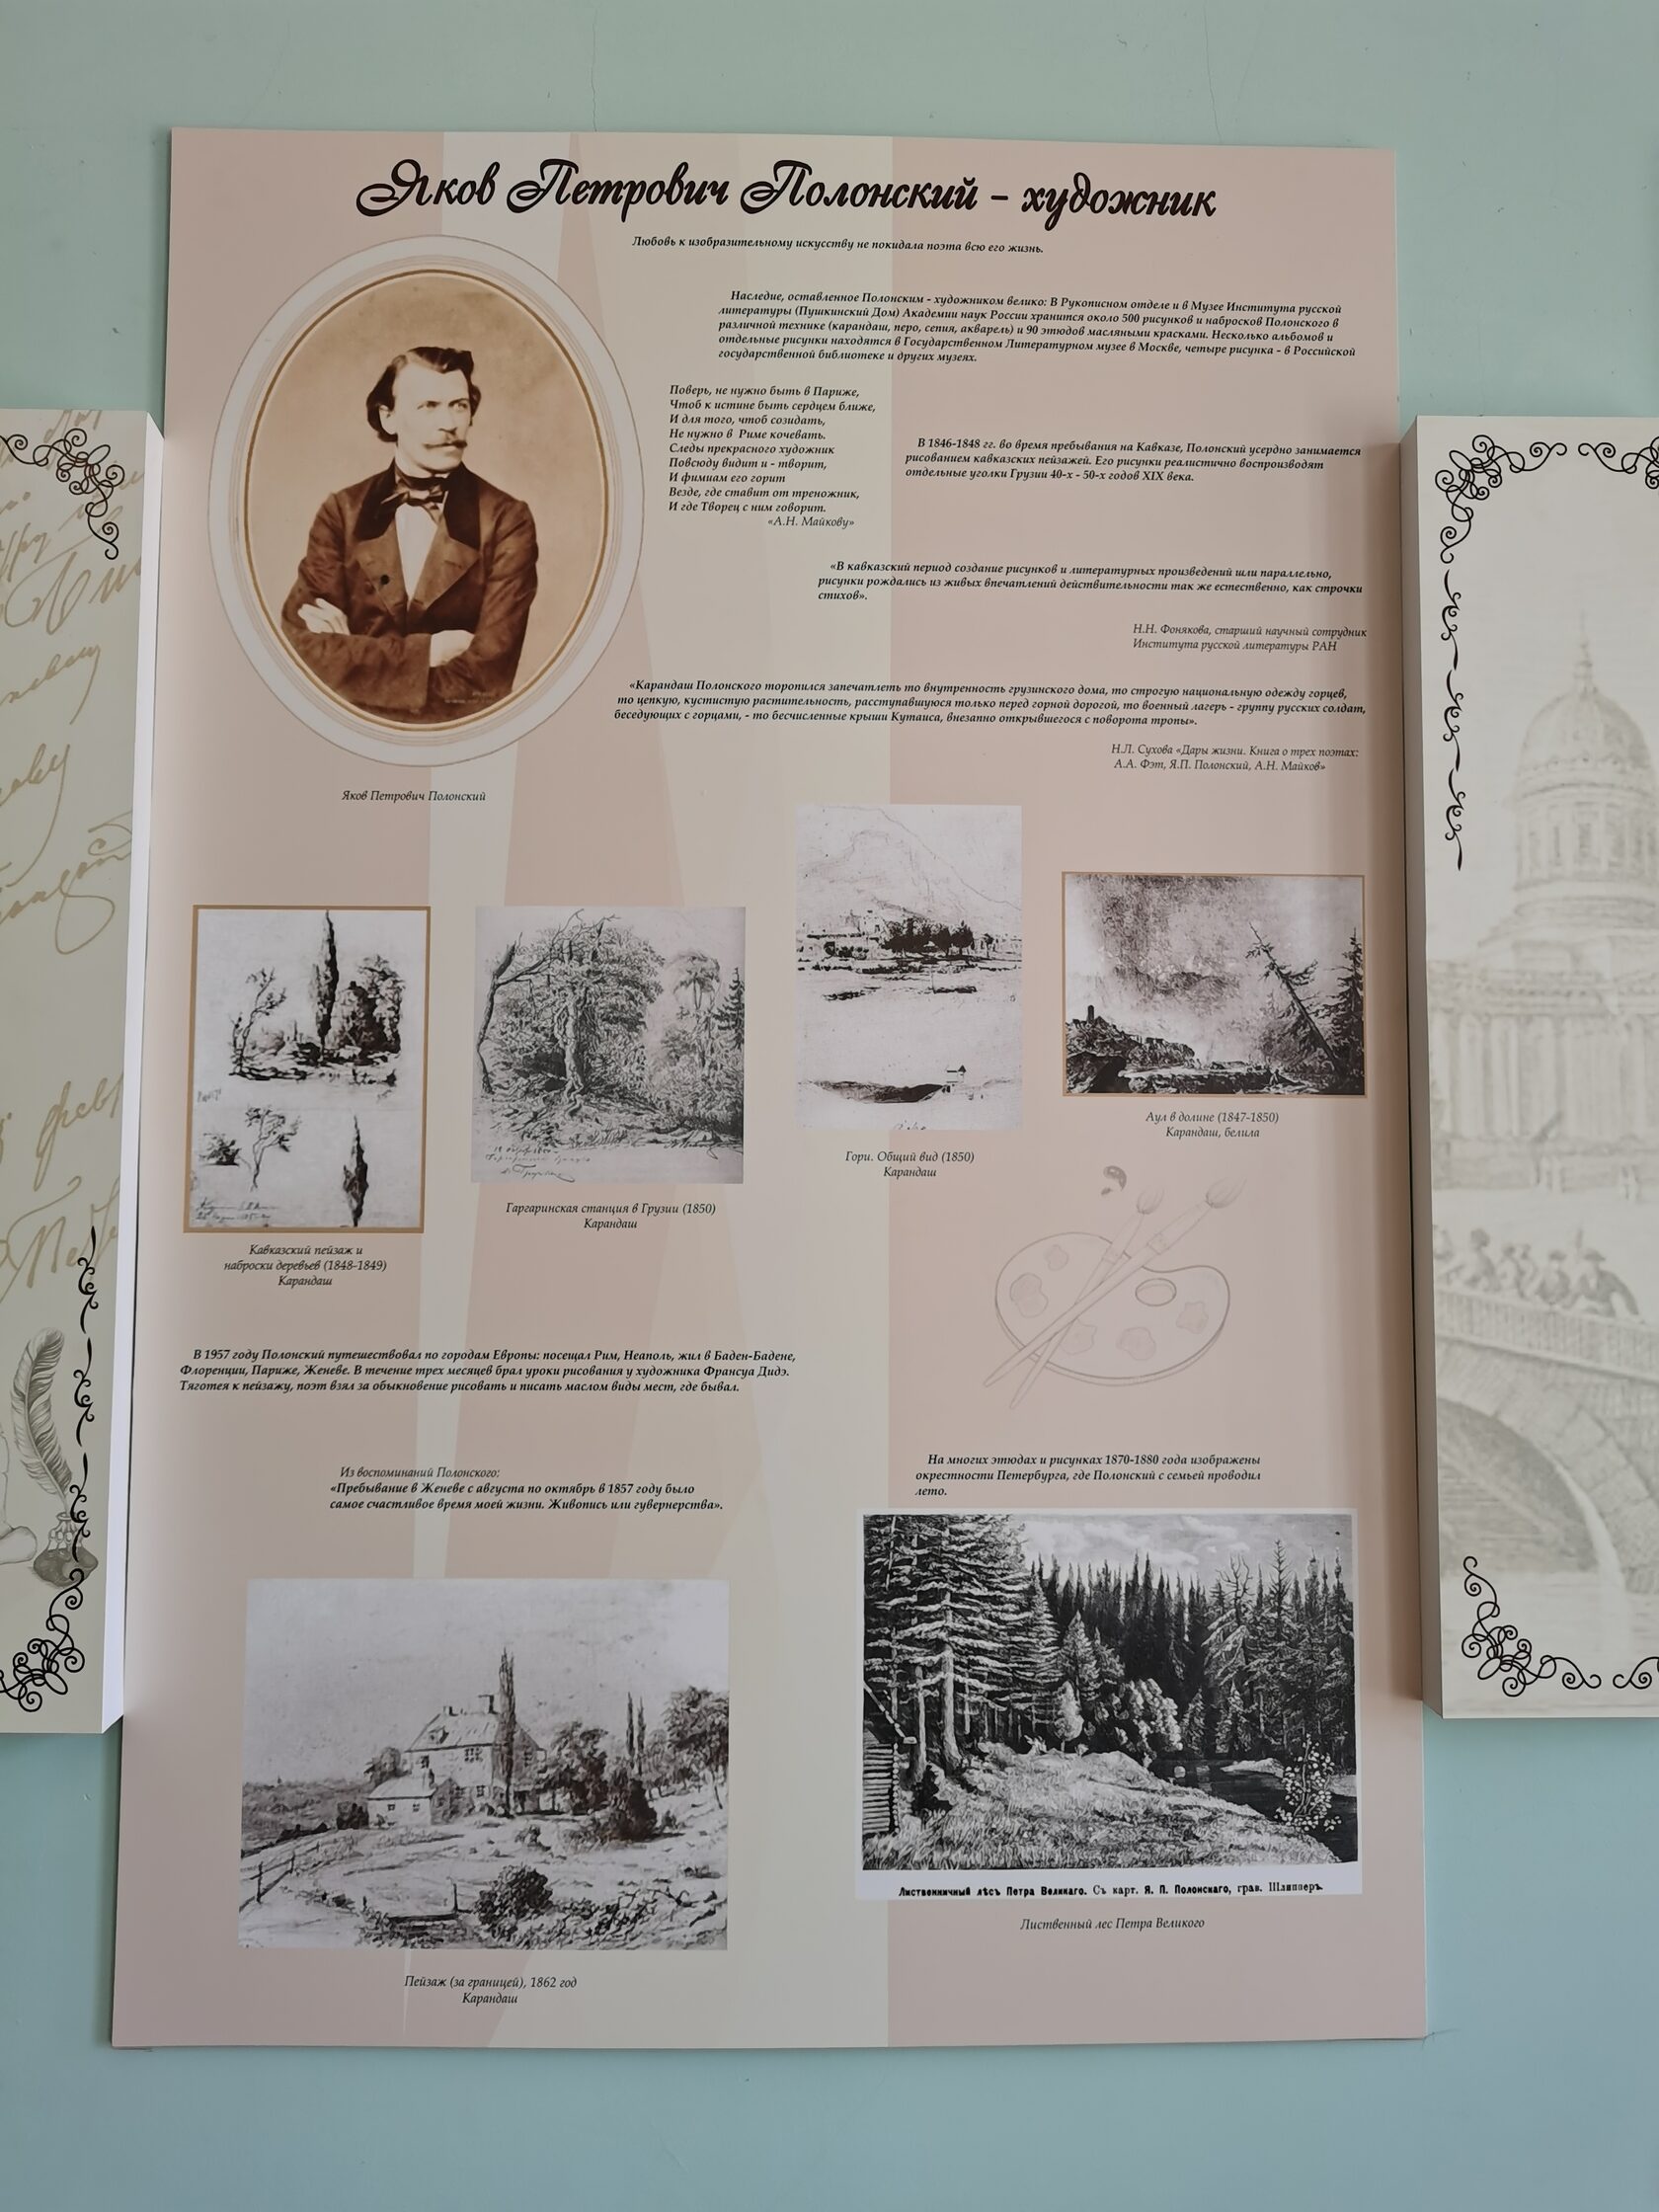 Яков Петрович Полонский - художник
Любовь к изобразительному искусству не покидала поэта всю его жизнь.
Наследие, оставленное Полонским - художником велико: В Рукописном отделе и в Музее Института русской
литературы (Пушкинский Дом) Академии наук России хранится около 500 рисунков и набросков Полонского в
различной технике (карандаш, перо, сепия, акварель) и 90 этюдов масляными красками. Несколько альбомов и
отдельные рисунки находятся в Государственном Литературном музее в Москве, четыре рисунка - в Российской
государственной библиотеке и других музеях.
Поверь, не нужно быть в Париже,
Чтоб к истине быть сердцем ближе,
И для того, чтоб созидать,
Не нужно в Риме кочевать.
Следы прекрасного художник
Повсюду видит и - творит,
И фимиам его горит
Везде, где ставит от треножник,
И где Творец с ним говорит.
«А.Н. Майкову»
В 1846-1848 гг. во время пребывания на Кавказе, Полонский усердно занимается
рисованием кавказских пейзажей. Его рисунки реалистично воспроизводят
отдельные уголки Грузии 40-х - 50-х годов XIX века.
«В кавказский период создание рисунков и литературных произведений шли параллельно,
рисунки рождались из живых впечатлений действительности так же естественно, как строчки
стихов».
Н.Н. Фонякова, старший научный сотрудник
Института русской литературы РАН
«Карандаш Полонского торопился запечатлеть то внутренность грузинского дома, то строгую национальную одежду горцев,
то цепкую, кустистую растительность, расступавшуюся только перед горной дорогой, то военный лагерь - группу русских солдат,
беседующих с горцами, - то бесчисленные крыши Кутаиса, внезапно открывшегося с поворота тропы».
Н.Л. Сухова «Дары жизни. Книга о трех поэтах:
А.А. Фэт, Я.П. Полонский, А.Н. Майков»
Яков Петрович Полонский
Кавказский пейзаж и
наброски деревьев (1848-1849)
Карандаш
Гаргаринская станция в Грузии (1850)
Карандаш
Гори. Общий вид (1850)
Карандаш
Аул в долине (1847-1850)
Карандаш, белила
В 1957 году Полонский путешествовал по городам Европы: посещал Рим, Неаполь, жил в Баден-Бадене,
Флоренции, Париже, Женеве. В течение трех месяцев брал уроки рисования у художника Франсуа Дидэ.
Тяготея к пейзажу, поэт взял за обыкновение рисовать и писать маслом виды мест, где бывал.
Из воспоминаний Полонского:
«Пребывание в Женеве с августа по октябрь в 1857 году было
самое счастливое время моей жизни. Живопись или гувернерства».
На многих этюдах и рисунках 1870-1880 года изображены
окрестности Петербурга, где Полонский с семьей проводил
лето.
Лиственничный лѣсъ Петра Великаго. Съ карт. Я. П. Полонскаго, грав. Шлипперъ.
Лиственный лес Петра Великого
Пейзаж (за границей), 1862 год
Карандаш